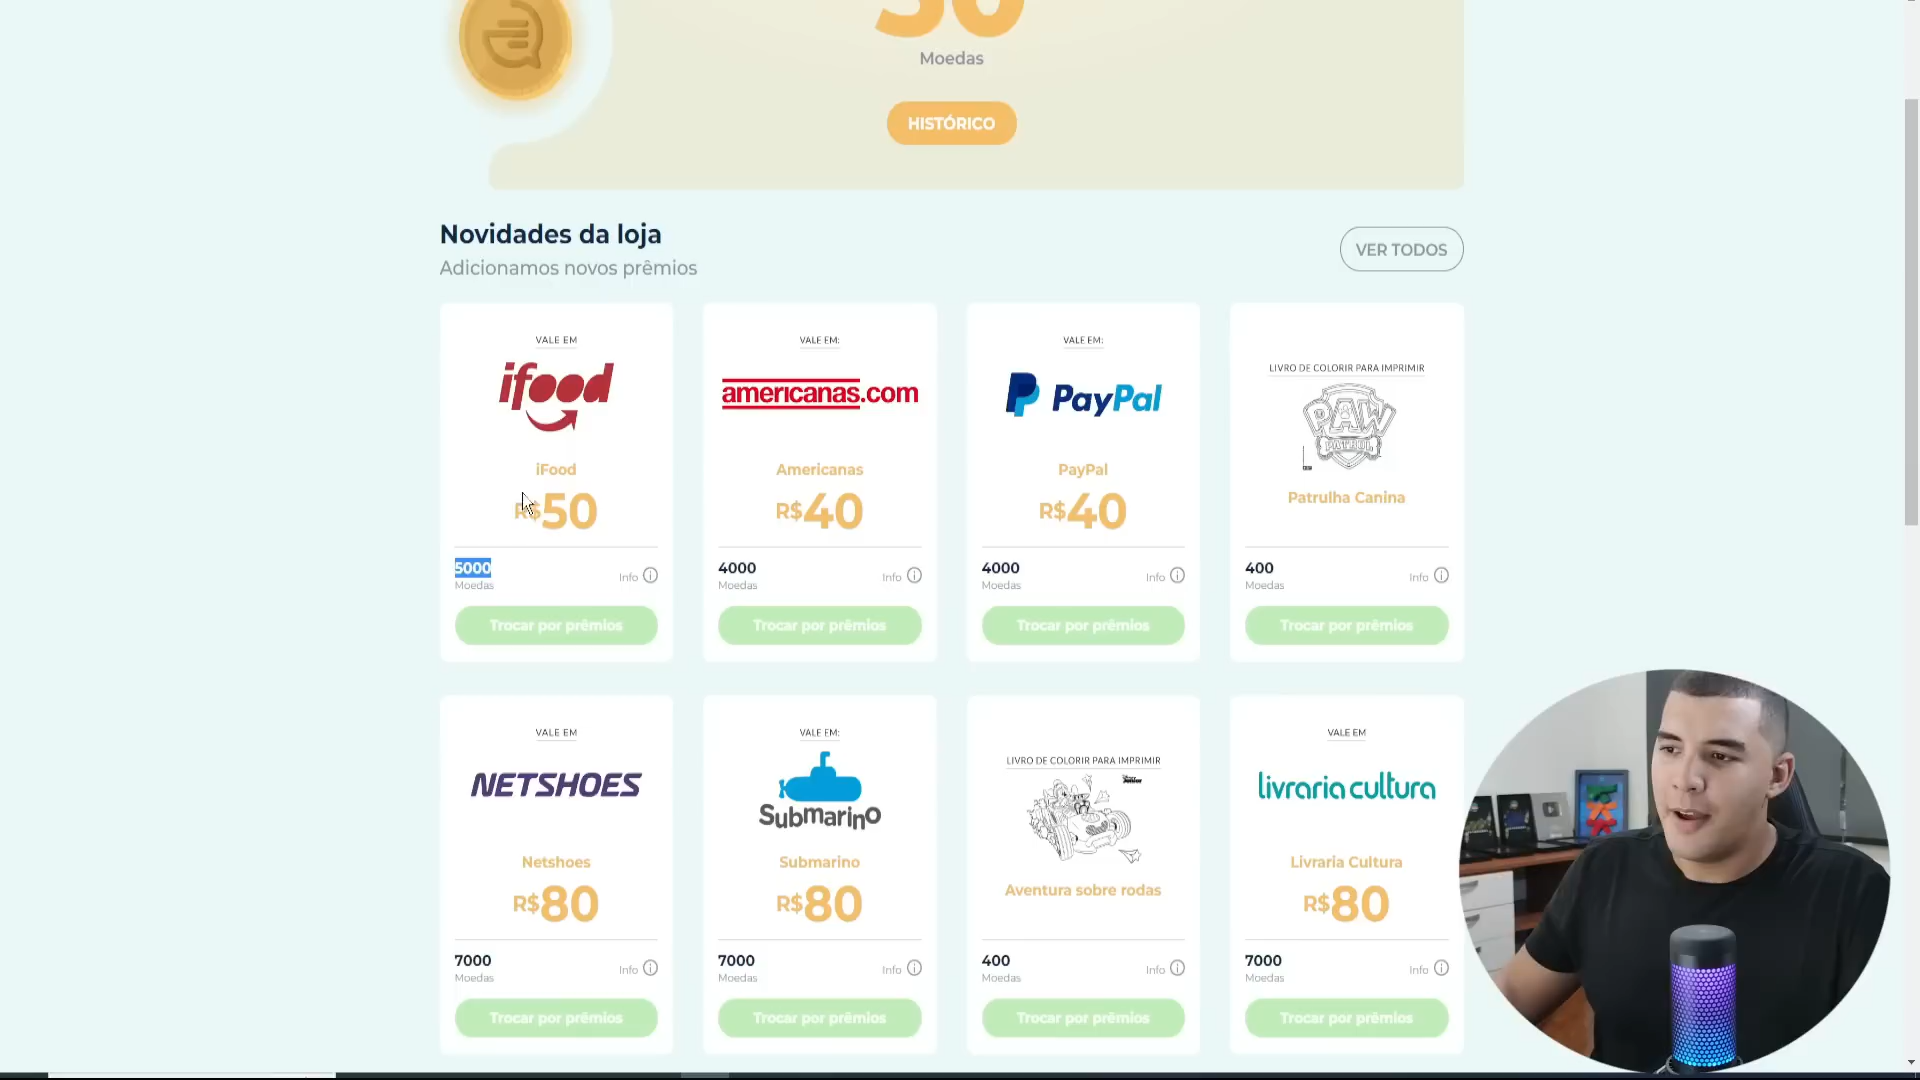 50
Moedas
HISTÓRICO
Novidades da loja
Adicionamos novos prêmios
VER TODOS
VALE EM
ifood
iFood
R$50
5000
Moedas
Info
Trocar por prêmios
VALE EM:
americanas.com
Americanas
R$40
4000
Moedas
Info
Trocar por prêmios
VALE EM:
PayPal
PayPal
R$40
4000
Moedas
Info
Trocar por prêmios
LIVRO DE COLORIR PARA IMPRIMIR
PAW
PATROL
Patrulha Canina
400
Moedas
Info
Trocar por prêmios
VALE EM
NETSHOES
Netshoes
R$80
7000
Moedas
Info
Trocar por prêmios
VALE EM:
Submarino
Submarino
R$80
7000
Moedas
Info
Trocar por prêmios
LIVRO DE COLORIR PARA IMPRIMIR
Aventura sobre rodas
400
Moedas
Info
Trocar por prêmios
VALE EM
livraria cultura
Livraria Cultura
R$80
7000
Moedas
Info
Trocar por prêmios